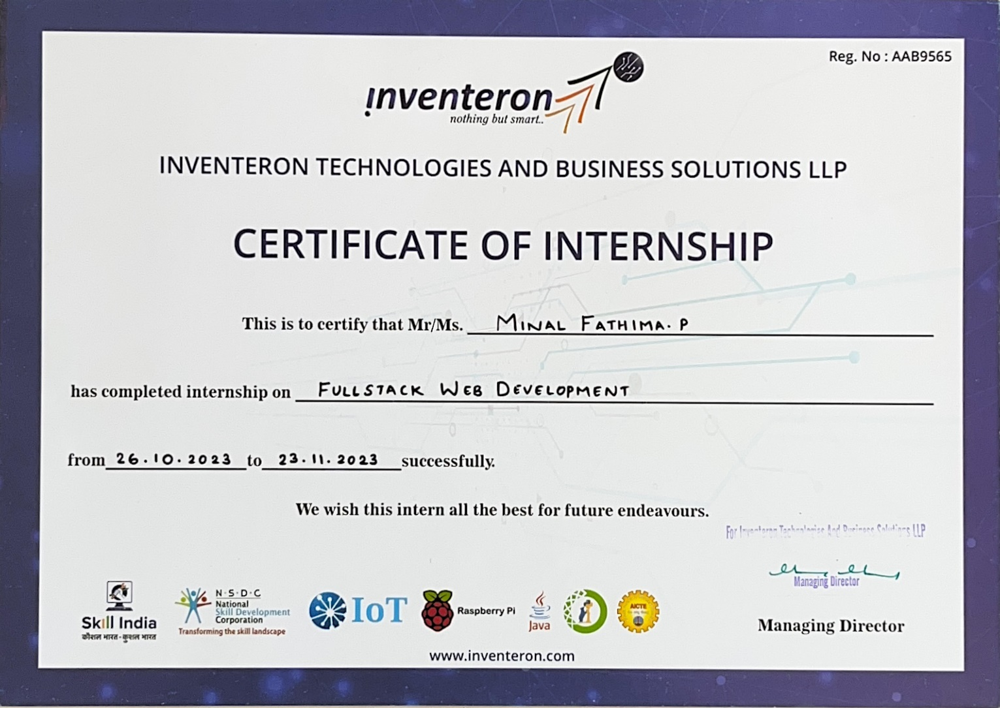 Reg. No : AAB9565
inventeron
nothing but smart..
INVENTERON TECHNOLOGIES AND BUSINESS SOLUTIONS LLP
CERTIFICATE OF INTERNSHIP
This is to certify that Mr/Ms. MINAL FATHIMA. P
has completed internship on FULLSTACK WEB DEVELOPMENT
from 26.10.2023 to 23.11.2023 successfully.
We wish this intern all the best for future endeavours.
For Inventeron Technologies And Business Solutions LLP
Managing Director
Managing Director
Skill India
कौशल भारत - कुशल भारत
N·S·D·C
National
Skill Development
Corporation
Transforming the skill landscape
IoT
Raspberry Pi
Java
AICTE
www.inventeron.com